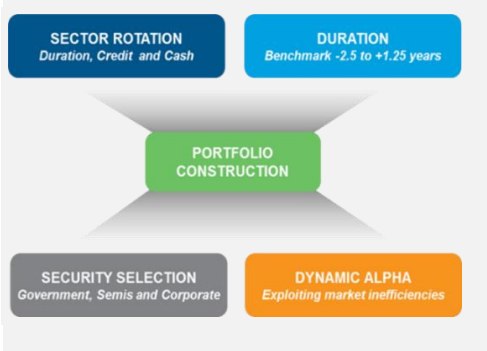 SECTOR ROTATION
Duration, Credit and Cash
DURATION
Benchmark -2.5 to +1.25 years
PORTFOLIO
CONSTRUCTION
SECURITY SELECTION
Government, Semis and Corporate
DYNAMIC ALPHA
Exploiting market inefficiencies